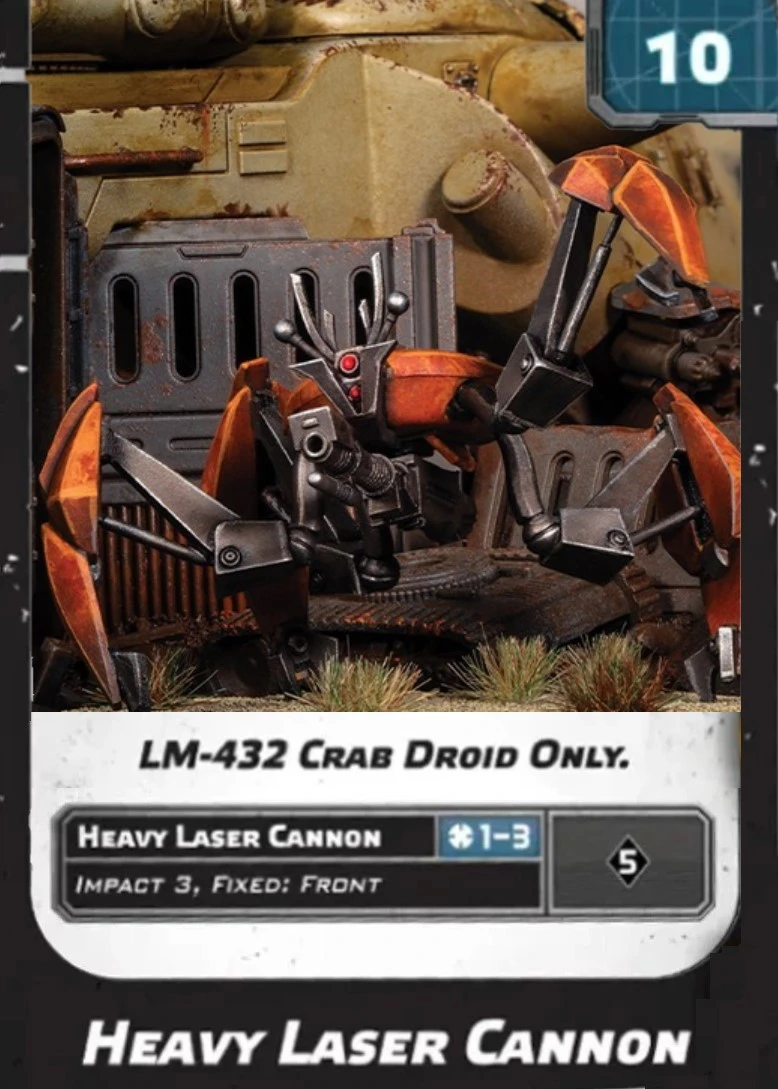 10
LM-432 CRAB DROID ONLY.
HEAVY LASER CANNON 1–3 5
IMPACT 3, FIXED: FRONT
HEAVY LASER CANNON